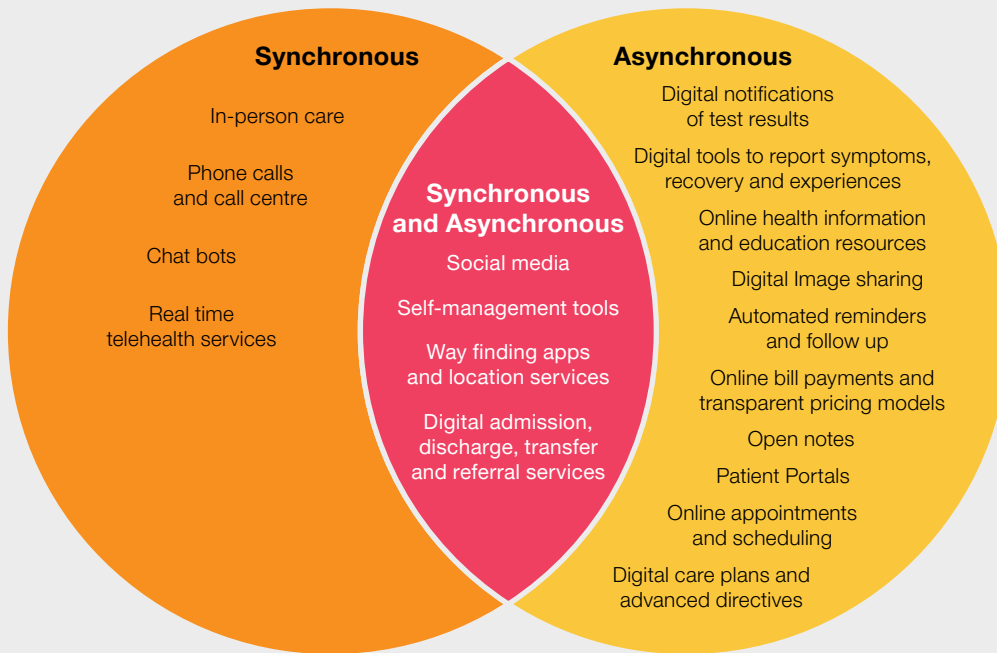 Synchronous
In-person care
Phone calls
and call centre
Chat bots
Real time
telehealth services
Synchronous
and Asynchronous
Social media
Self-management tools
Way finding apps
and location services
Digital admission,
discharge, transfer
and referral services
Asynchronous
Digital notifications
of test results
Digital tools to report symptoms,
recovery and experiences
Online health information
and education resources
Digital Image sharing
Automated reminders
and follow up
Online bill payments and
transparent pricing models
Open notes
Patient Portals
Online appointments
and scheduling
Digital care plans and
advanced directives